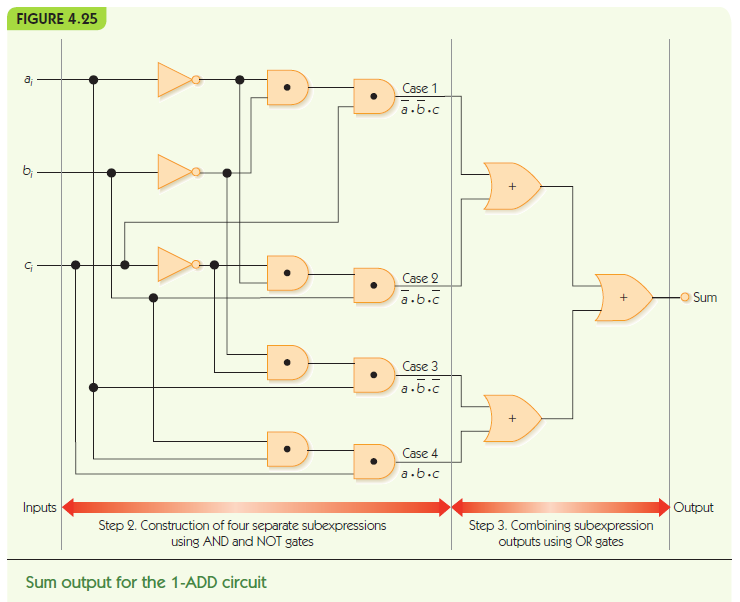 FIGURE 4.25
aᵢ
bᵢ
cᵢ
Case 1
a̅·b̅·c
+
Case 2
a̅·b·c̅
+
Sum
Case 3
a·b̅·c̅
+
Case 4
a·b·c
Inputs
Output
Step 2. Construction of four separate subexpressions
using AND and NOT gates
Step 3. Combining subexpression
outputs using OR gates
Sum output for the 1-ADD circuit